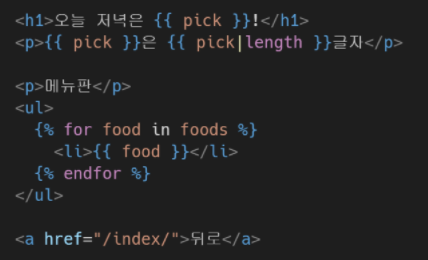 <h1>오늘 저녁은 {{ pick }}!</h1>
<p>{{ pick }}은 {{ pick|length }}글자</p>
<p>메뉴판</p>
<ul>
{% for food in foods %}
<li>{{ food }}</li>
{% endfor %}
</ul>
<a href="/index/">뒤로</a>